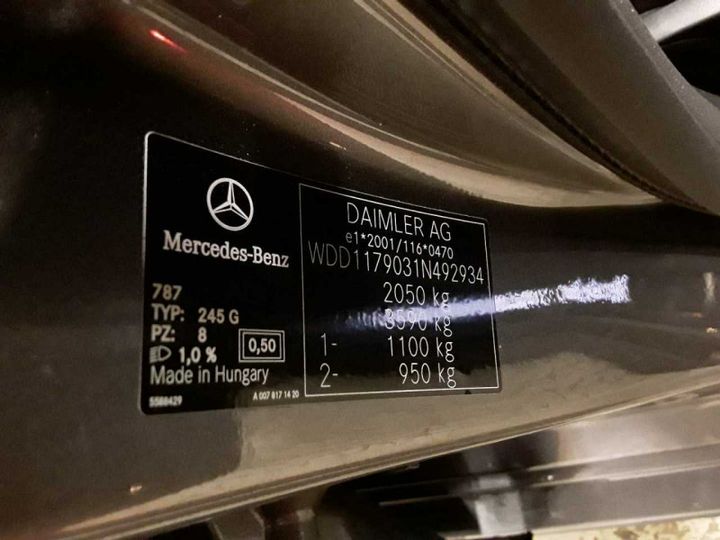 Mercedes-Benz
787
TYP: 245 G
PZ: 8
1,0 %
0,50
Made in Hungary
5588429
A 007 817 14 20
DAIMLER AG
e1*2001/116*0470
WDD1179031N492934
2050 kg
3590 kg
1- 1100 kg
2- 950 kg